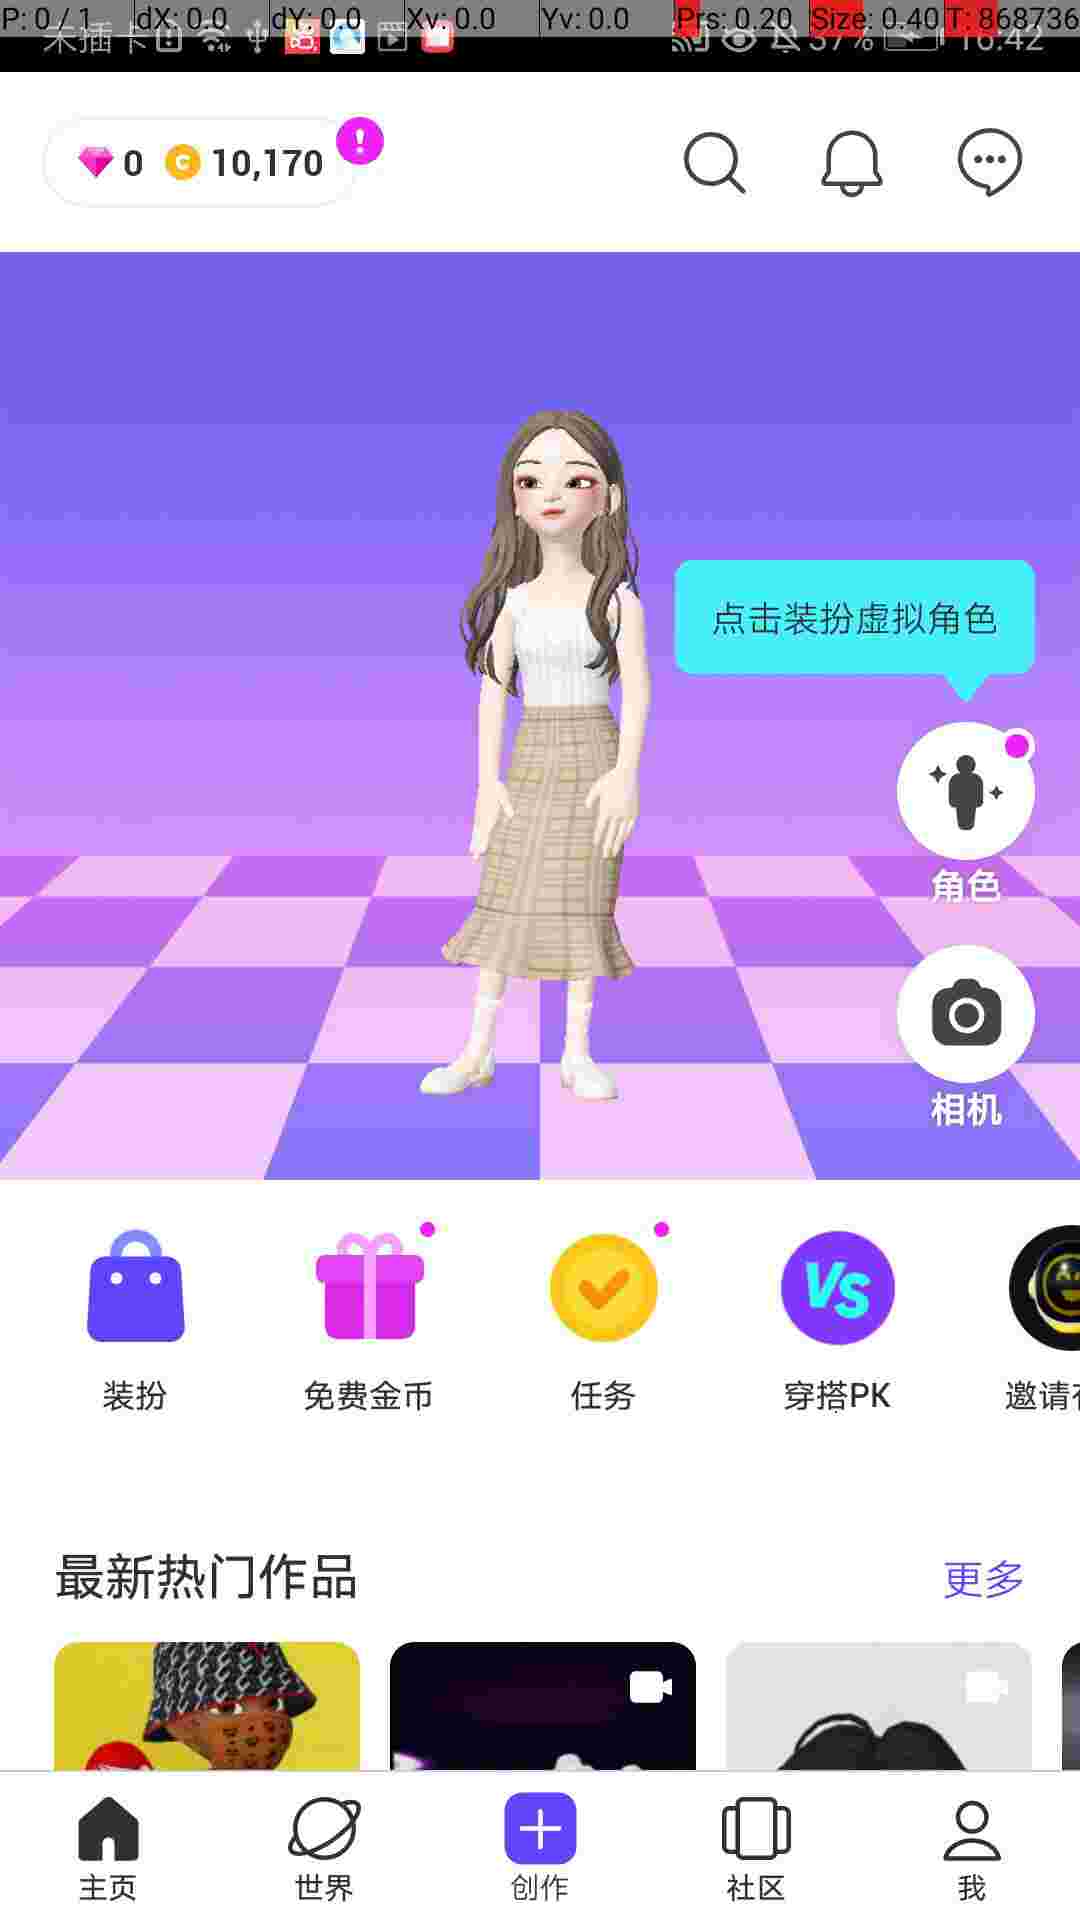 P: 0 / 1 dX: 0.0 dY: 0.0 Xv: 0.0 Yv: 0.0 Prs: 0.20 Size: 0.40 T: 868736
未插卡 37% 16:42
0 C 10,170
点击装扮虚拟角色
角色
相机
VS
装扮 免费金币 任务 穿搭PK 邀请
最新热门作品 更多
主页 世界 创作 社区 我